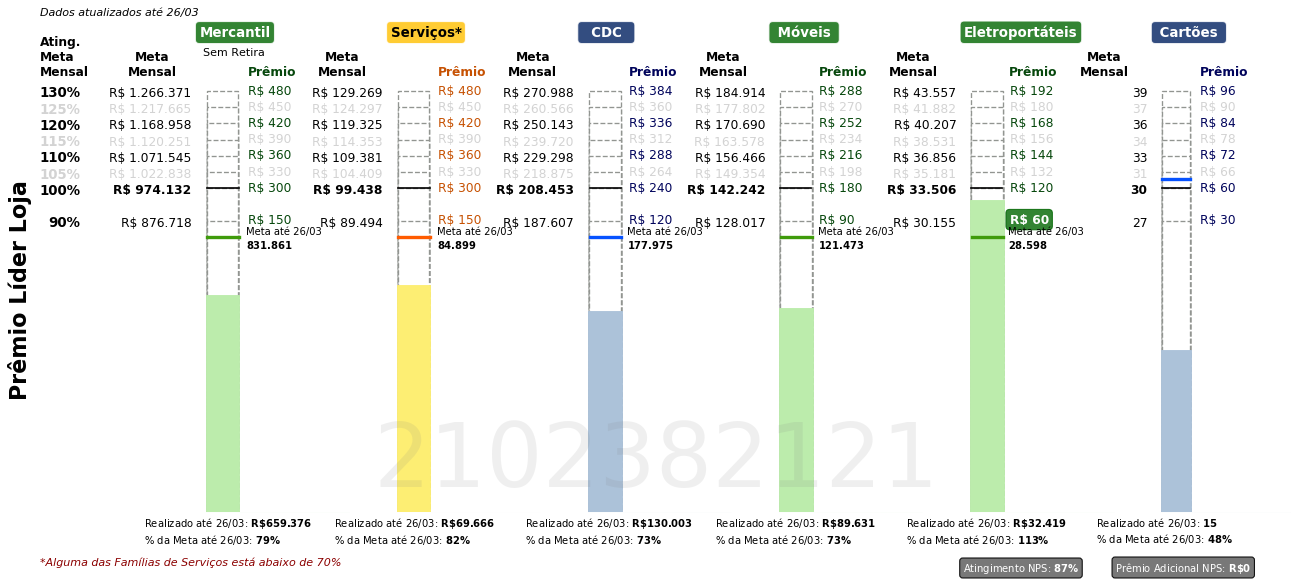 Dados atualizados até 26/03
Mercantil Serviços* CDC Móveis Eletroportáteis Cartões
Sem Retira
Ating. Meta Mensal
Meta Mensal Prêmio Meta Mensal Prêmio Meta Mensal Prêmio Meta Mensal Prêmio Meta Mensal Prêmio Meta Mensal Prêmio
130% R$ 1.266.371 R$ 480 R$ 129.269 R$ 480 R$ 270.988 R$ 384 R$ 184.914 R$ 288 R$ 43.557 R$ 192 39 R$ 96
125% R$ 1.217.665 R$ 450 R$ 124.297 R$ 450 R$ 260.566 R$ 360 R$ 177.802 R$ 270 R$ 41.882 R$ 180 37 R$ 90
120% R$ 1.168.958 R$ 420 R$ 119.325 R$ 420 R$ 250.143 R$ 336 R$ 170.690 R$ 252 R$ 40.207 R$ 168 36 R$ 84
115% R$ 1.120.251 R$ 390 R$ 114.353 R$ 390 R$ 239.720 R$ 312 R$ 163.578 R$ 234 R$ 38.531 R$ 156 34 R$ 78
110% R$ 1.071.545 R$ 360 R$ 109.381 R$ 360 R$ 229.298 R$ 288 R$ 156.466 R$ 216 R$ 36.856 R$ 144 33 R$ 72
105% R$ 1.022.838 R$ 330 R$ 104.409 R$ 330 R$ 218.875 R$ 264 R$ 149.354 R$ 198 R$ 35.181 R$ 132 31 R$ 66
100% R$ 974.132 R$ 300 R$ 99.438 R$ 300 R$ 208.453 R$ 240 R$ 142.242 R$ 180 R$ 33.506 R$ 120 30 R$ 60
90% R$ 876.718 R$ 150 R$ 89.494 R$ 150 R$ 187.607 R$ 120 R$ 128.017 R$ 90 R$ 30.155 R$ 60 27 R$ 30
Meta até 26/03 Meta até 26/03 Meta até 26/03 Meta até 26/03 Meta até 26/03
831.861 84.899 177.975 121.473 28.598
Prêmio Líder Loja
2102382121
Realizado até 26/03: R$659.376 Realizado até 26/03: R$69.666 Realizado até 26/03: R$130.003 Realizado até 26/03: R$89.631 Realizado até 26/03: R$32.419 Realizado até 26/03: 15
% da Meta até 26/03: 79% % da Meta até 26/03: 82% % da Meta até 26/03: 73% % da Meta até 26/03: 73% % da Meta até 26/03: 113% % da Meta até 26/03: 48%
*Alguma das Famílias de Serviços está abaixo de 70%
Atingimento NPS: 87% Prêmio Adicional NPS: R$0